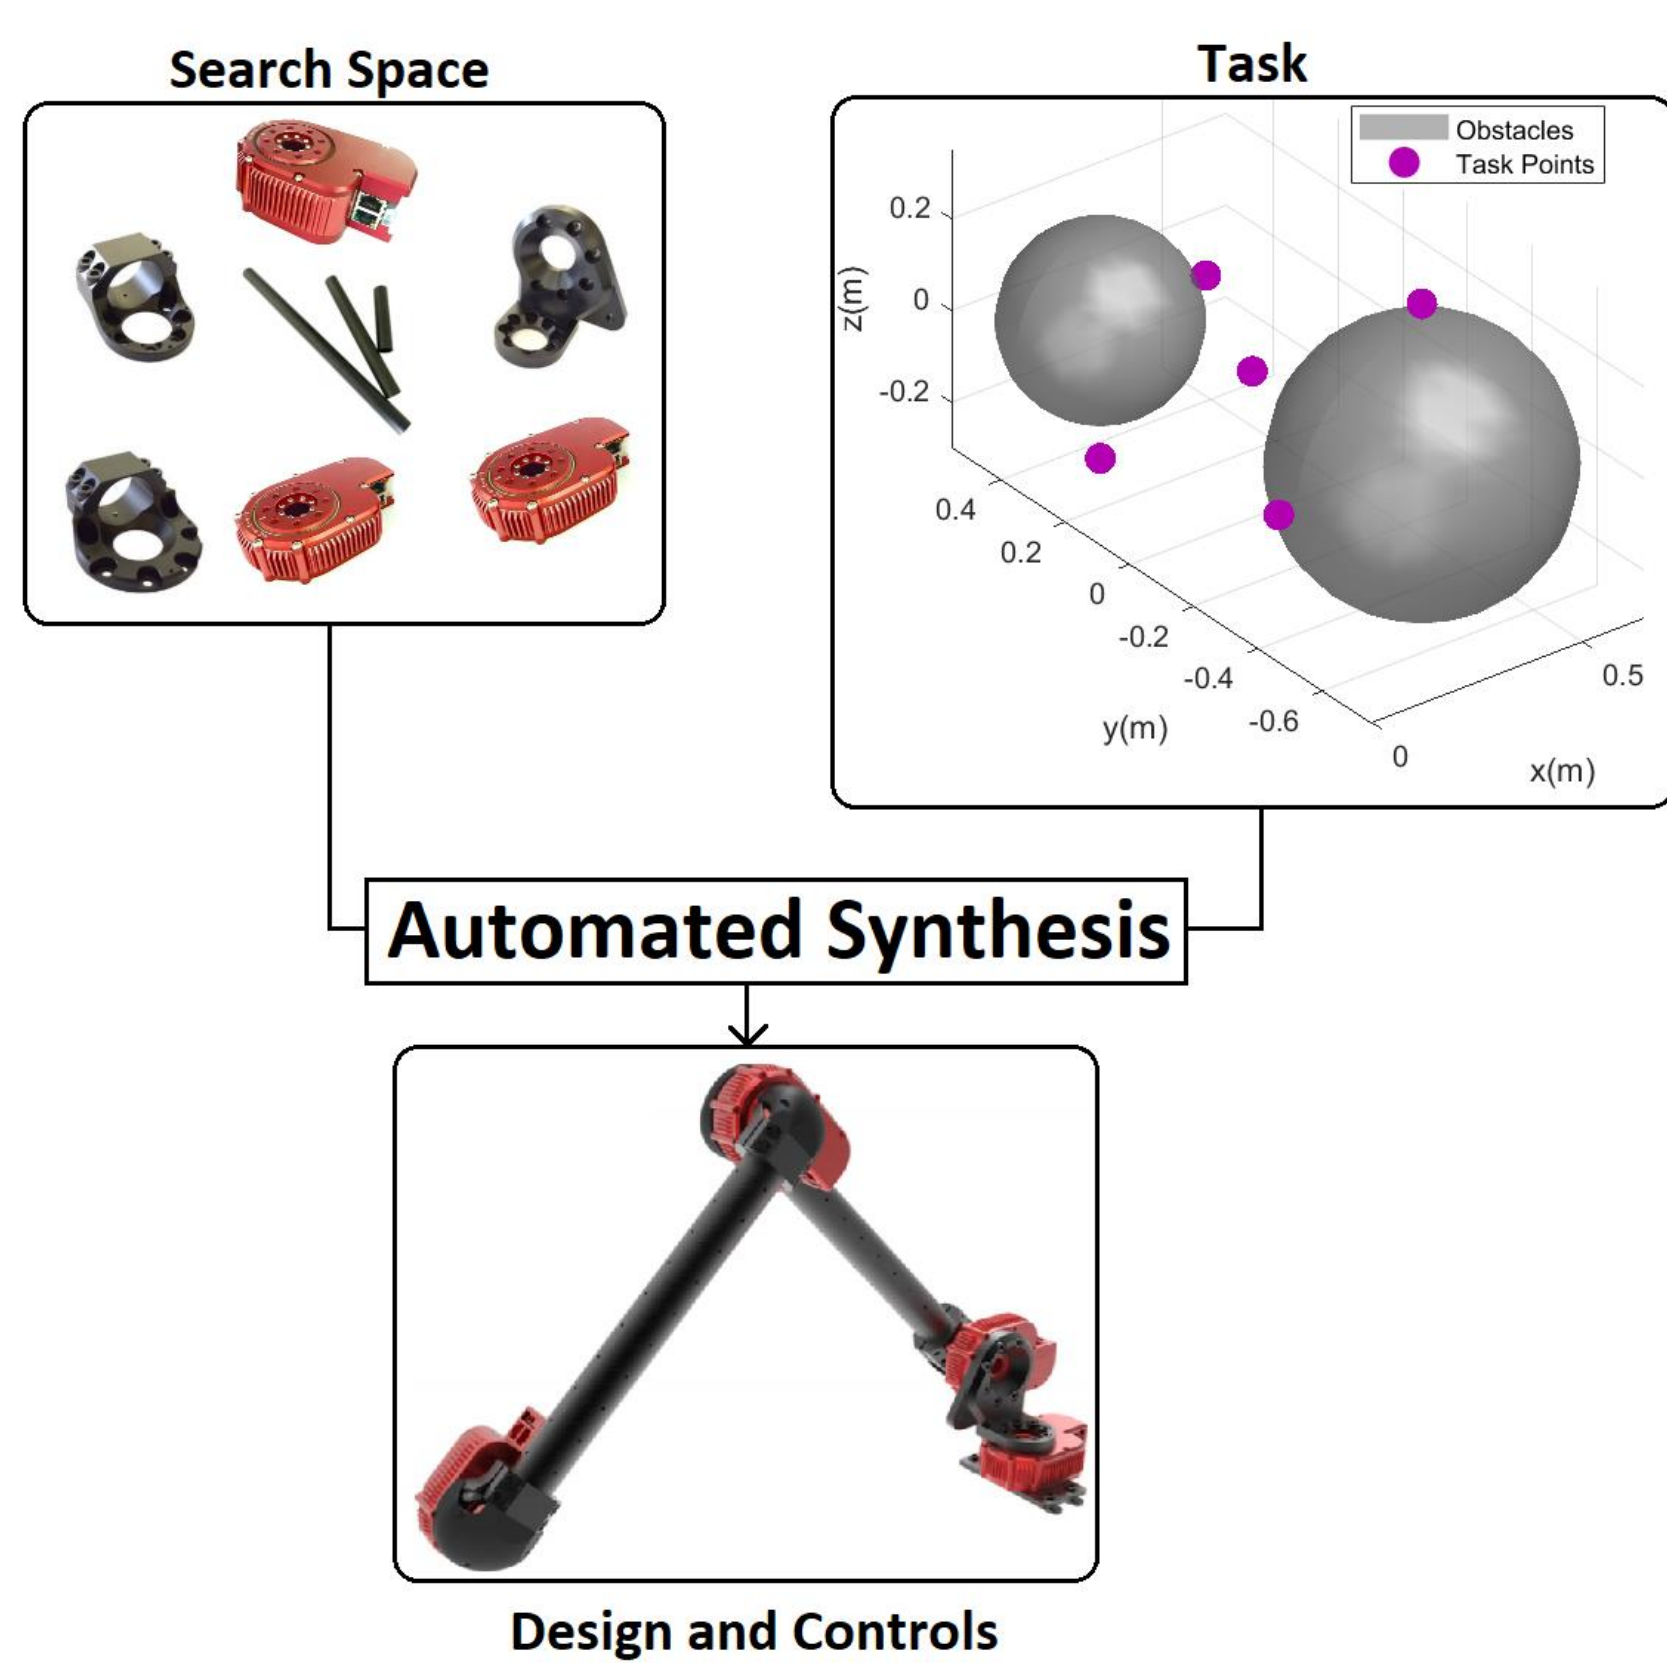 Search Space
Task
Obstacles
Task Points
0.2
0
-0.2
z(m)
0.4
0.2
0
-0.2
-0.4
-0.6
y(m)
0
0.5
x(m)
Automated Synthesis
Design and Controls